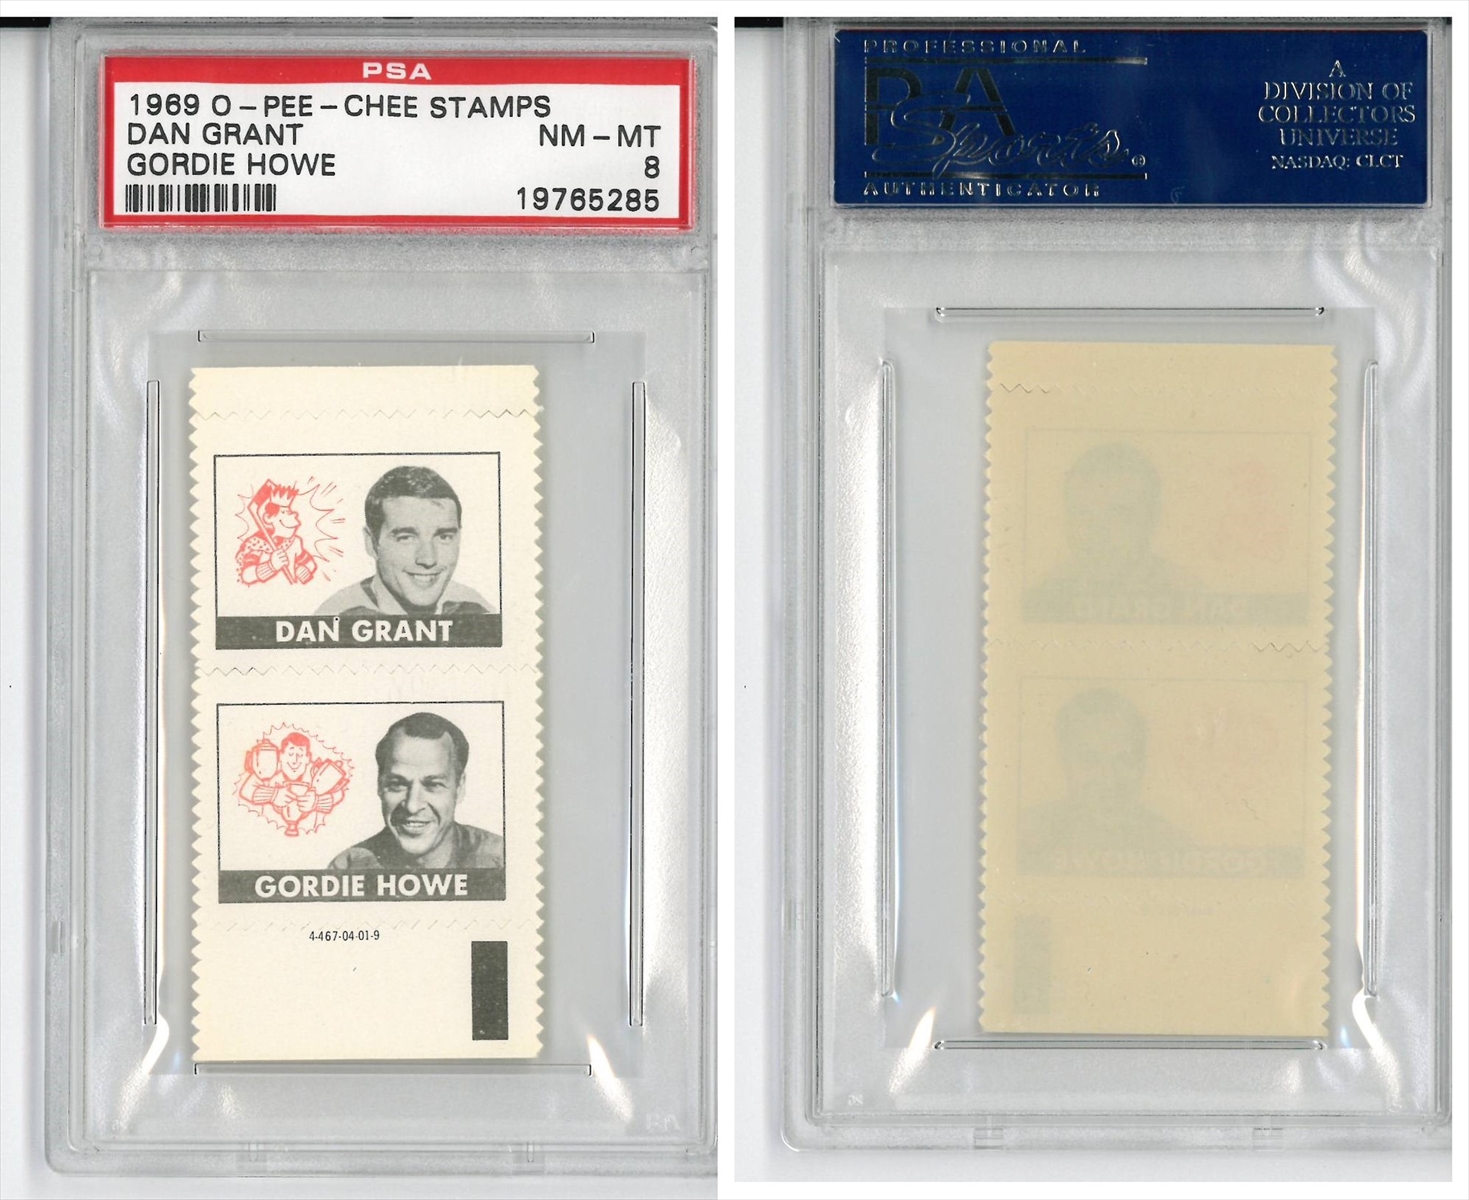 PSA
1969 O-PEE-CHEE STAMPS
DAN GRANT NM-MT
GORDIE HOWE 8
19765285
DAN GRANT
GORDIE HOWE
4-467-04-01-9
PROFESSIONAL
PSA
Sports ®
AUTHENTICATOR
A
DIVISION OF
COLLECTORS
UNIVERSE
NASDAQ: CLCT